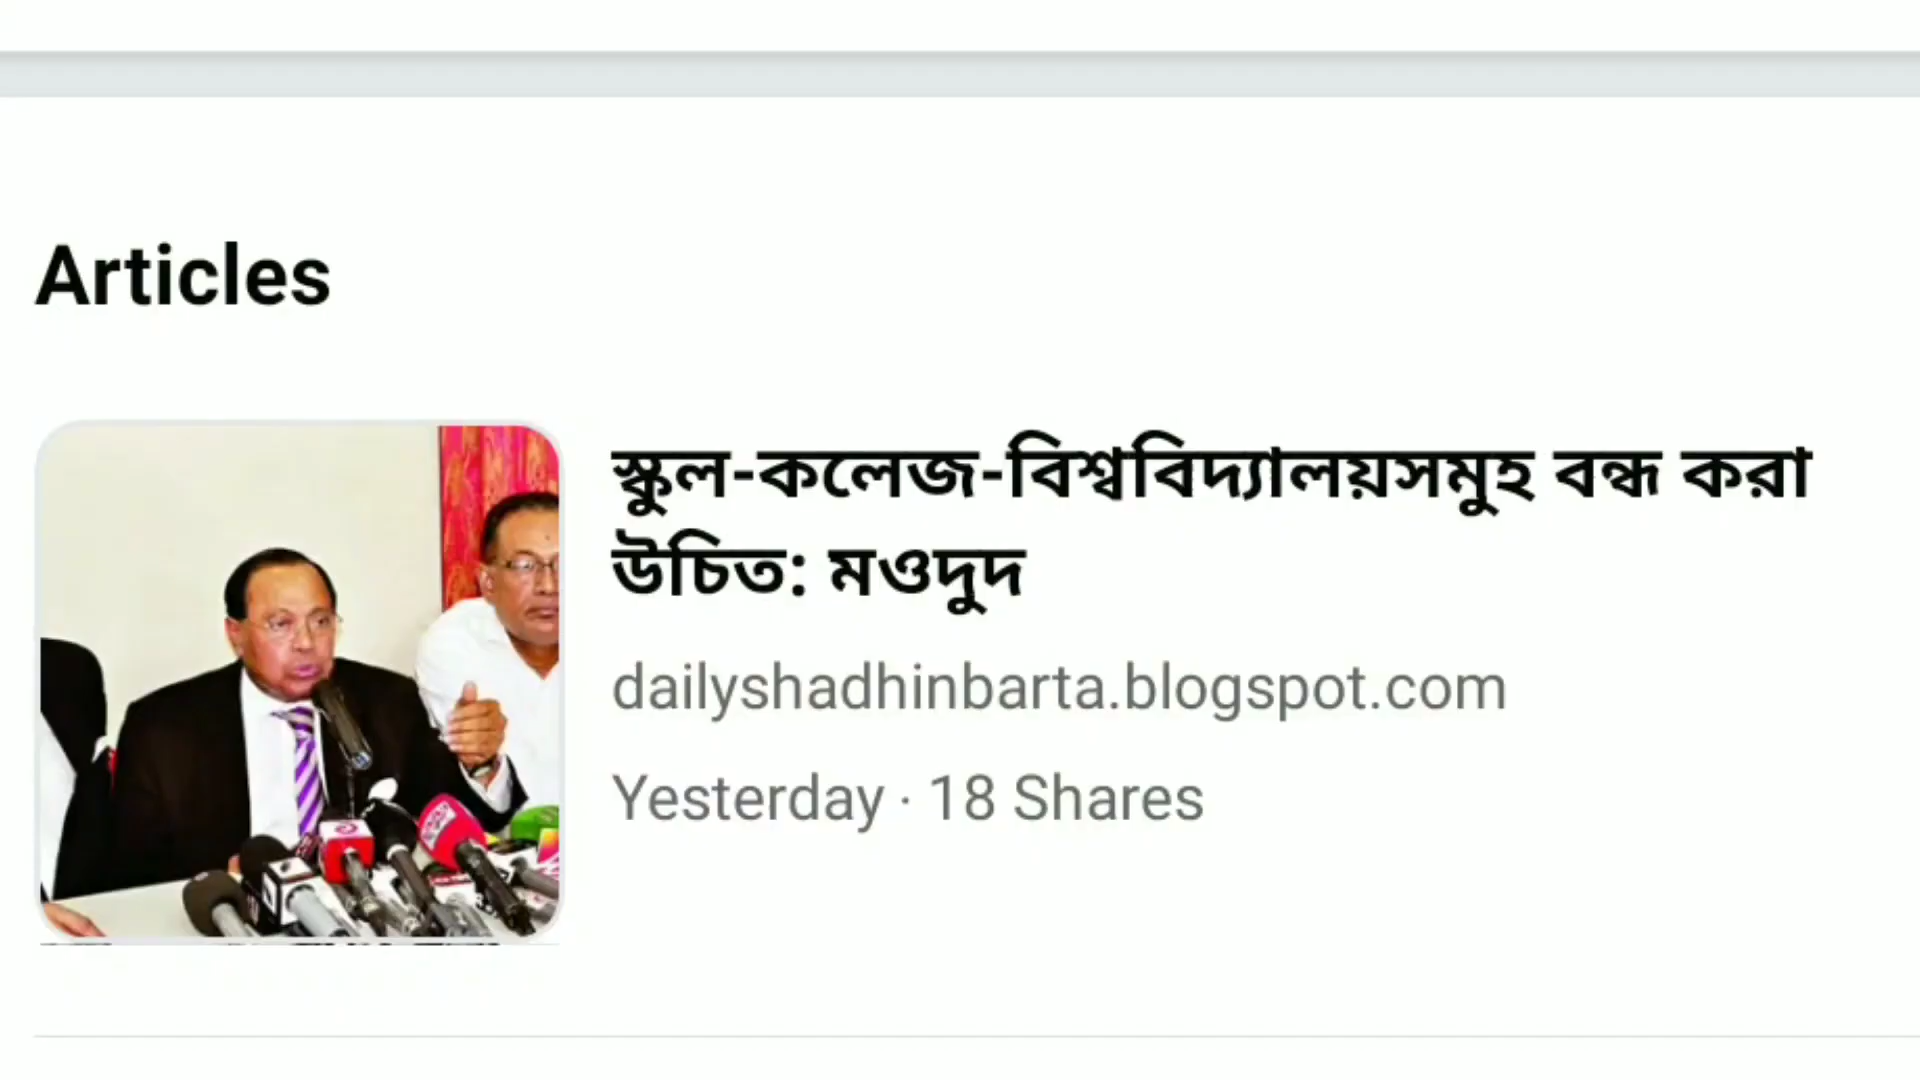 Articles
স্কুল-কলেজ-বিশ্ববিদ্যালয়সমুহ বন্ধ করা
উচিত: মওদুদ
dailyshadhinbarta.blogspot.com
Yesterday · 18 Shares